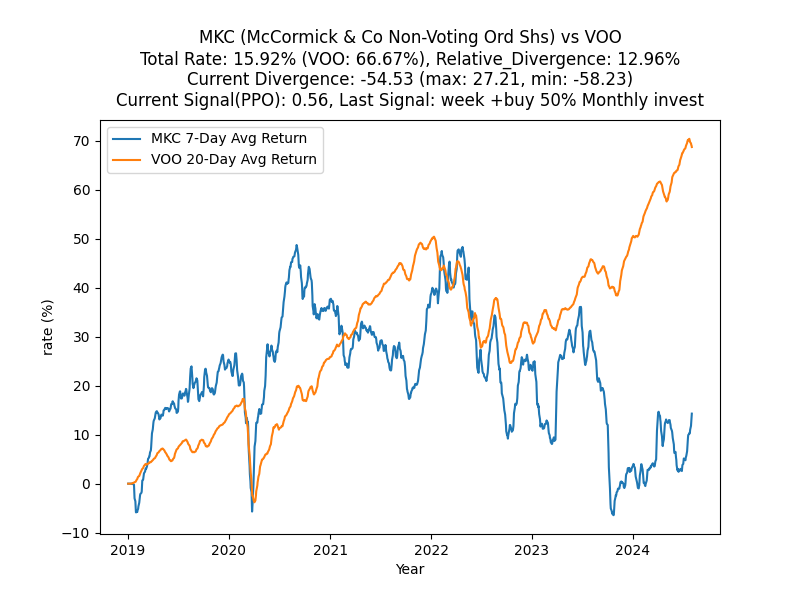 MKC (McCormick & Co Non-Voting Ord Shs) vs VOO
Total Rate: 15.92% (VOO: 66.67%), Relative_Divergence: 12.96%
Current Divergence: -54.53 (max: 27.21, min: -58.23)
Current Signal(PPO): 0.56, Last Signal: week +buy 50% Monthly invest
MKC 7-Day Avg Return
VOO 20-Day Avg Return
70
60
50
40
30
20
10
0
−10
rate (%)
2019 2020 2021 2022 2023 2024
Year